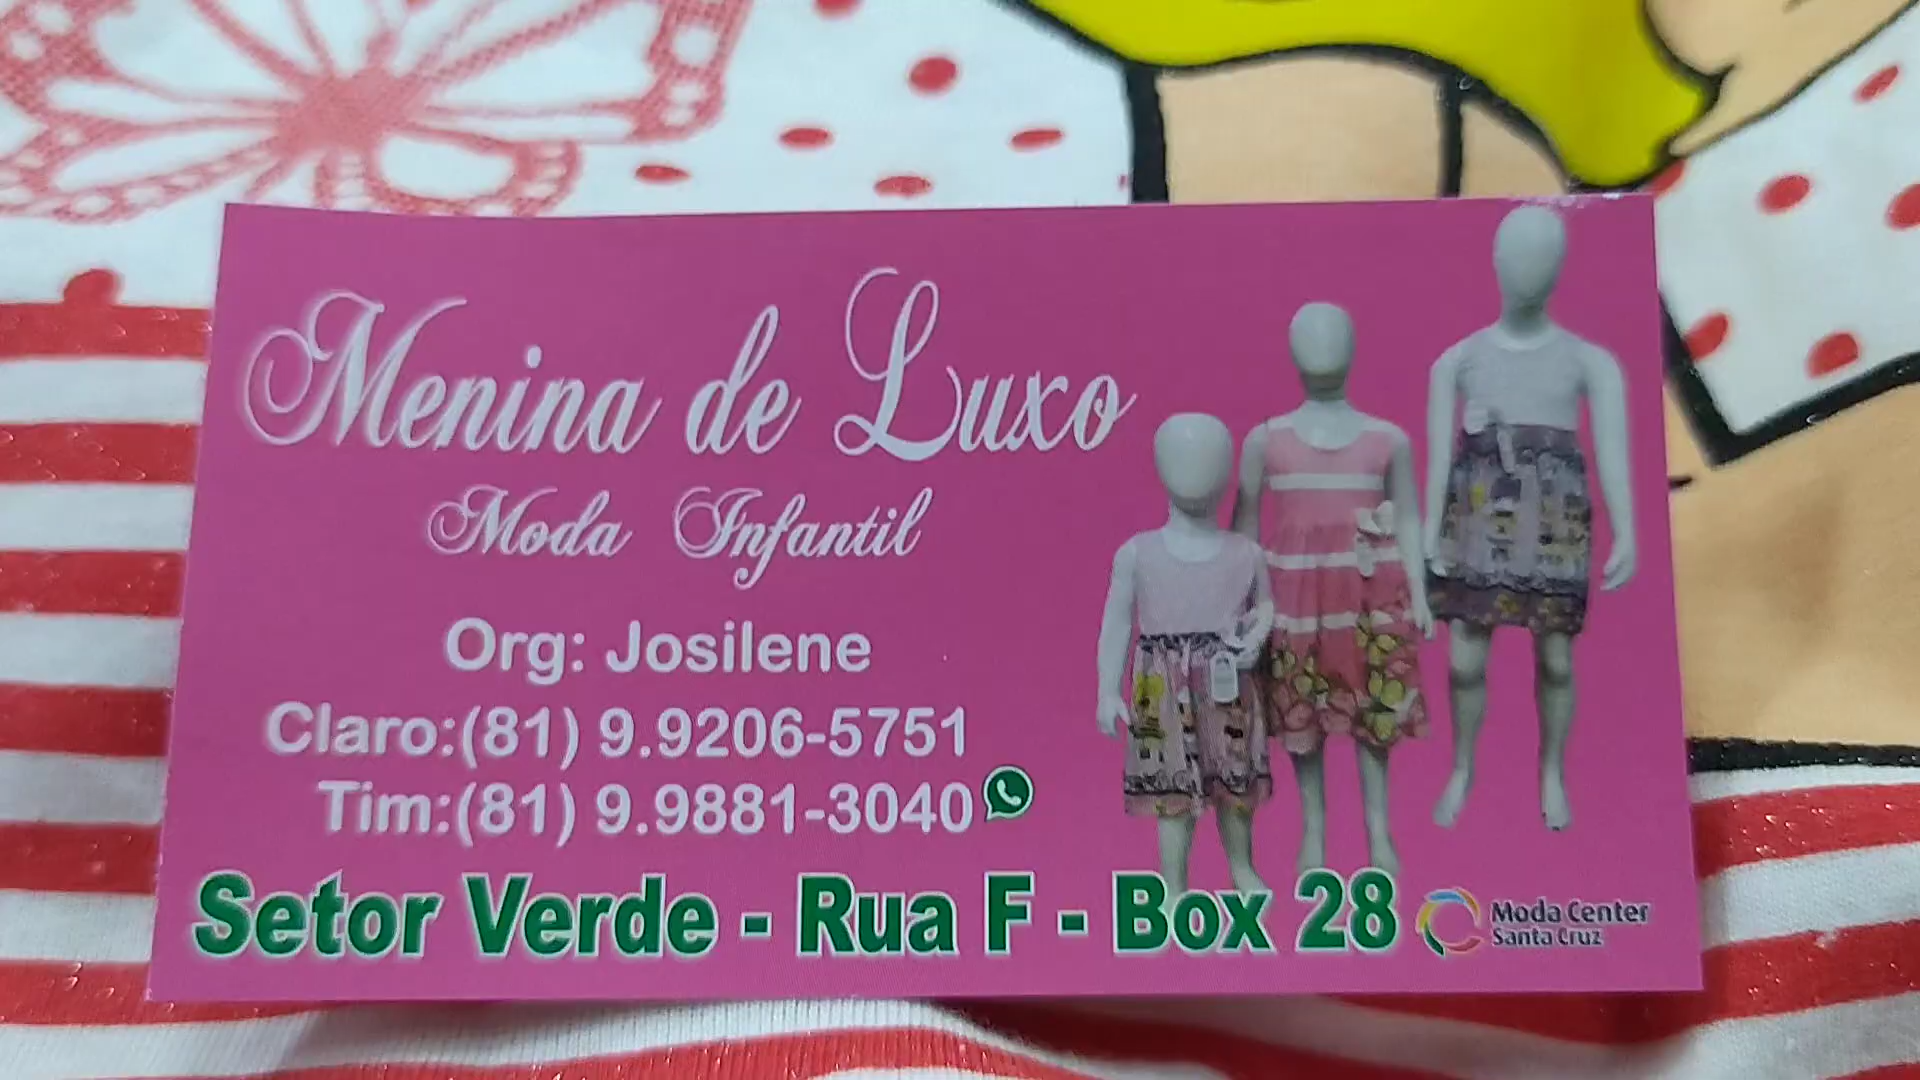 Menina de Luxo
Moda Infantil
Org: Josilene
Claro:(81) 9.9206-5751
Tim:(81) 9.9881-3040
Setor Verde - Rua F - Box 28
Moda Center
Santa Cruz